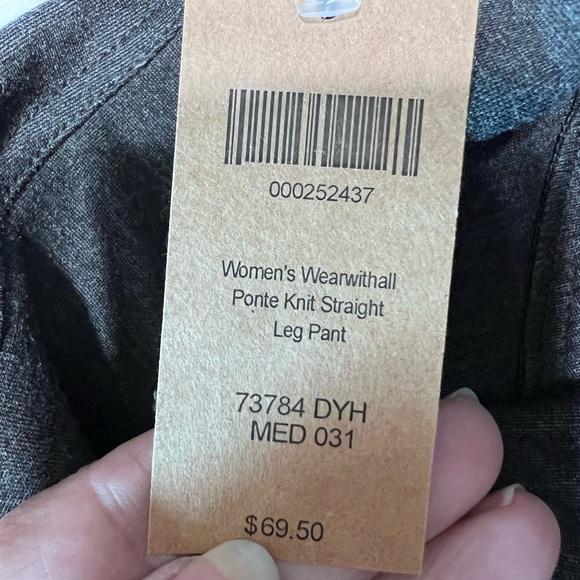 000252437
Women's Wearwithall
Ponte Knit Straight
Leg Pant
73784 DYH
MED 031
$69.50